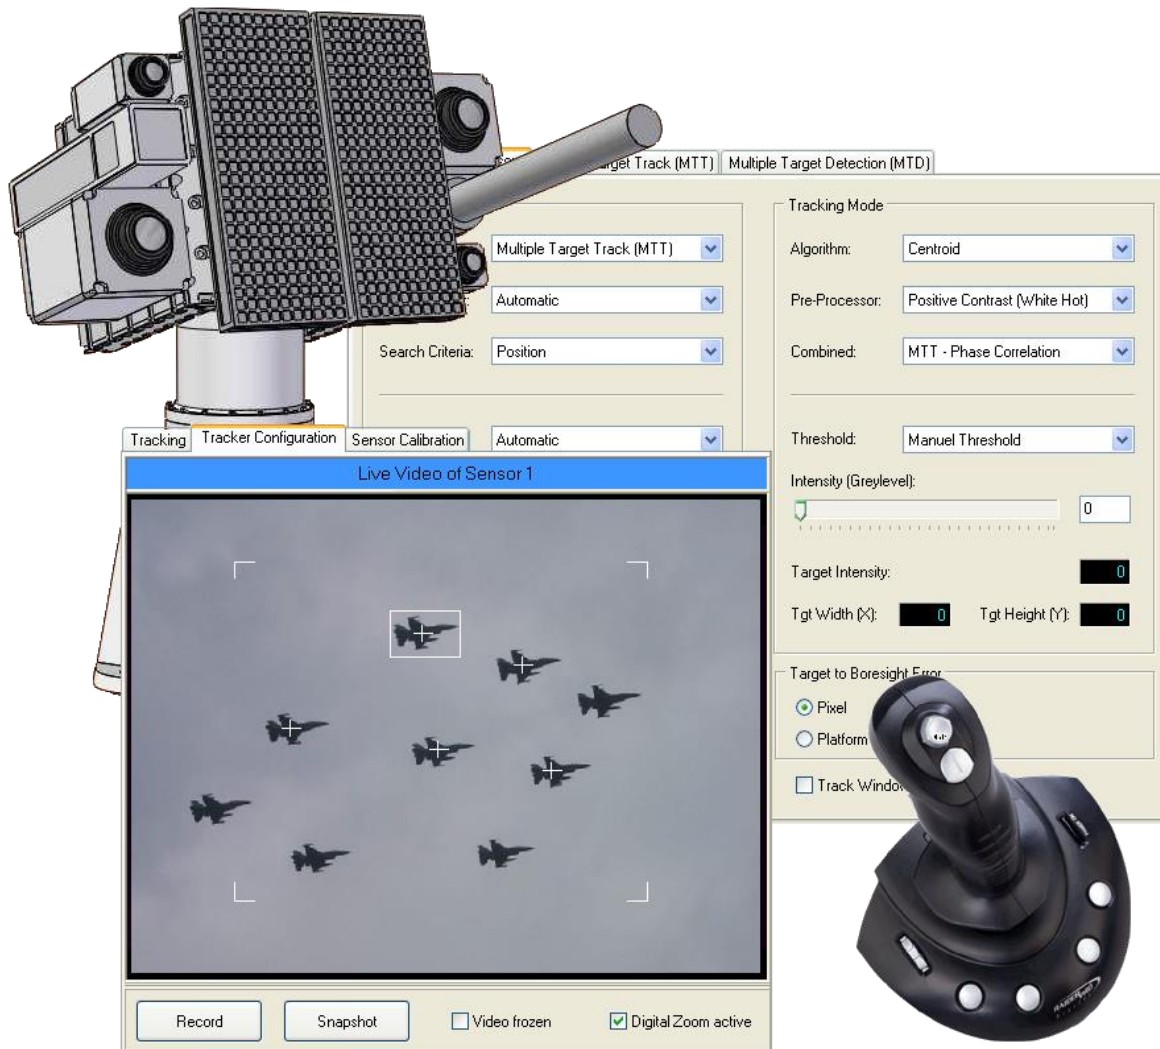 Target Track (MTT)
Multiple Target Detection (MTD)
Multiple Target Track (MTT)
Automatic
Search Criteria: Position
Automatic
Tracking Mode
Algorithm: Centroid
Pre-Processor: Positive Contrast (White Hot)
Combined: MTT - Phase Correlation
Threshold: Manuel Threshold
Intensity (Greylevel):
0
Target Intensity: 0
Tgt Width (X): 0 Tgt Height (Y): 0
Target to Boresight Error
Pixel
Platform
Track Window
Tracking Tracker Configuration Sensor Calibration
Live Video of Sensor 1
Record Snapshot Video frozen Digital Zoom active